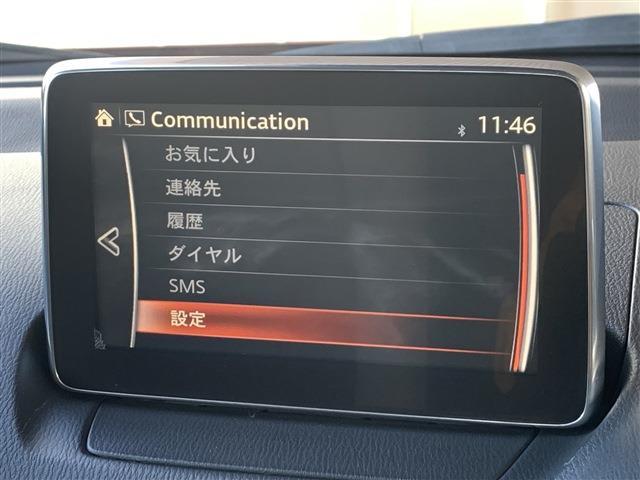 Communication 11:46
お気に入り
連絡先
履歴
ダイヤル
SMS
設定